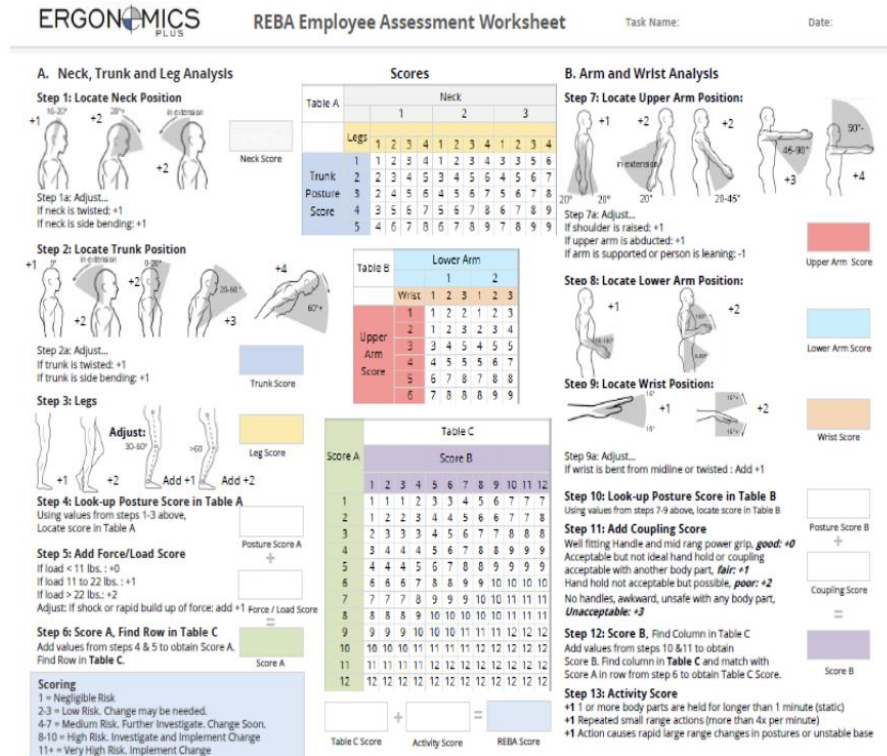 ERGONOMICS
PLUS
REBA Employee Assessment Worksheet
Task Name:
Date:
A. Neck, Trunk and Leg Analysis
Step 1: Locate Neck Position
+1
+2
in extension
+2
Neck Score
Step 1a: Adjust...
If neck is twisted: +1
If neck is side bending: +1
Step 2: Locate Trunk Position
+1
0°
in extension
+2
0-20°
+2
20-60°
+3
+4
60°+
Step 2a: Adjust...
If trunk is twisted: +1
If trunk is side bending: +1
Trunk Score
Step 3: Legs
Adjust:
30-60°
>60
+1
+2
Add +1
Add +2
Leg Score
Step 4: Look-up Posture Score in Table A
Using values from steps 1-3 above,
Locate score in Table A
Posture Score A
+
Step 5: Add Force/Load Score
If load < 11 lbs. : +0
If load 11 to 22 lbs. : +1
If load > 22 lbs.: +2
Adjust: If shock or rapid build up of force: add +1
Force / Load Score
=
Step 6: Score A, Find Row in Table C
Add values from steps 4 & 5 to obtain Score A.
Find Row in Table C.
Score A
Scoring
1 = Negligible Risk
2-3 = Low Risk. Change may be needed.
4-7 = Medium Risk. Further Investigate. Change Soon.
8-10 = High Risk. Investigate and Implement Change
11+ = Very High Risk. Implement Change
Scores
Table A
Neck
1 2 3
Legs 1 2 3 4 1 2 3 4 1 2 3 4
Trunk Posture Score
1 1 2 3 4 1 2 3 4 3 3 5 6
2 2 3 4 5 3 4 5 6 4 5 6 7
3 2 4 5 6 4 5 6 7 5 6 7 8
4 3 5 6 7 5 6 7 8 6 7 8 9
5 4 6 7 8 6 7 8 9 7 8 9 9
Table B
Lower Arm
1 2
Wrist 1 2 3 1 2 3
Upper Arm Score
1 1 2 2 1 2 3
2 1 2 3 2 3 4
3 3 4 5 4 5 5
4 4 5 5 5 6 7
5 6 7 8 7 8 8
6 7 8 8 8 9 9
Table C
Score A
Score B
1 2 3 4 5 6 7 8 9 10 11 12
1 1 1 1 2 3 3 4 5 6 7 7 7
2 1 2 2 3 4 4 5 6 6 7 7 8
3 2 3 3 3 4 5 6 7 7 8 8 8
4 3 4 4 4 5 6 7 8 8 9 9 9
5 4 4 4 5 6 7 8 8 9 9 9 9
6 6 6 6 7 8 8 9 9 10 10 10 10
7 7 7 7 8 9 9 9 10 10 11 11 11
8 8 8 8 9 10 10 10 10 10 11 11 11
9 9 9 9 10 10 10 11 11 11 12 12 12
10 10 10 10 11 11 11 11 12 12 12 12 12
11 11 11 11 11 12 12 12 12 12 12 12 12
12 12 12 12 12 12 12 12 12 12 12 12 12
Table C Score
+
Activity Score
=
REBA Score
B. Arm and Wrist Analysis
Step 7: Locate Upper Arm Position:
+1
20°
20°
+2
in extension
20°
+2
20-45°
45-90°
+3
90°-
+4
Step 7a: Adjust...
If shoulder is raised: +1
If upper arm is abducted: +1
If arm is supported or person is leaning: -1
Upper Arm Score
Step 8: Locate Lower Arm Position:
+1
+2
Lower Arm Score
Step 9: Locate Wrist Position:
15°
15°
+1
15°+
15°+
+2
Step 9a: Adjust...
If wrist is bent from midline or twisted : Add +1
Wrist Score
Step 10: Look-up Posture Score in Table B
Using values from steps 7-9 above, locate score in Table B
Posture Score B
+
Step 11: Add Coupling Score
Well fitting Handle and mid rang power grip, good: +0
Acceptable but not ideal hand hold or coupling
acceptable with another body part, fair: +1
Hand hold not acceptable but possible, poor: +2
No handles, awkward, unsafe with any body part,
Unacceptable: +3
Coupling Score
=
Step 12: Score B, Find Column in Table C
Add values from steps 10 &11 to obtain
Score B. Find column in Table C and match with
Score A in row from step 6 to obtain Table C Score.
Score B
Step 13: Activity Score
+1 1 or more body parts are held for longer than 1 minute (static)
+1 Repeated small range actions (more than 4x per minute)
+1 Action causes rapid large range changes in postures or unstable base